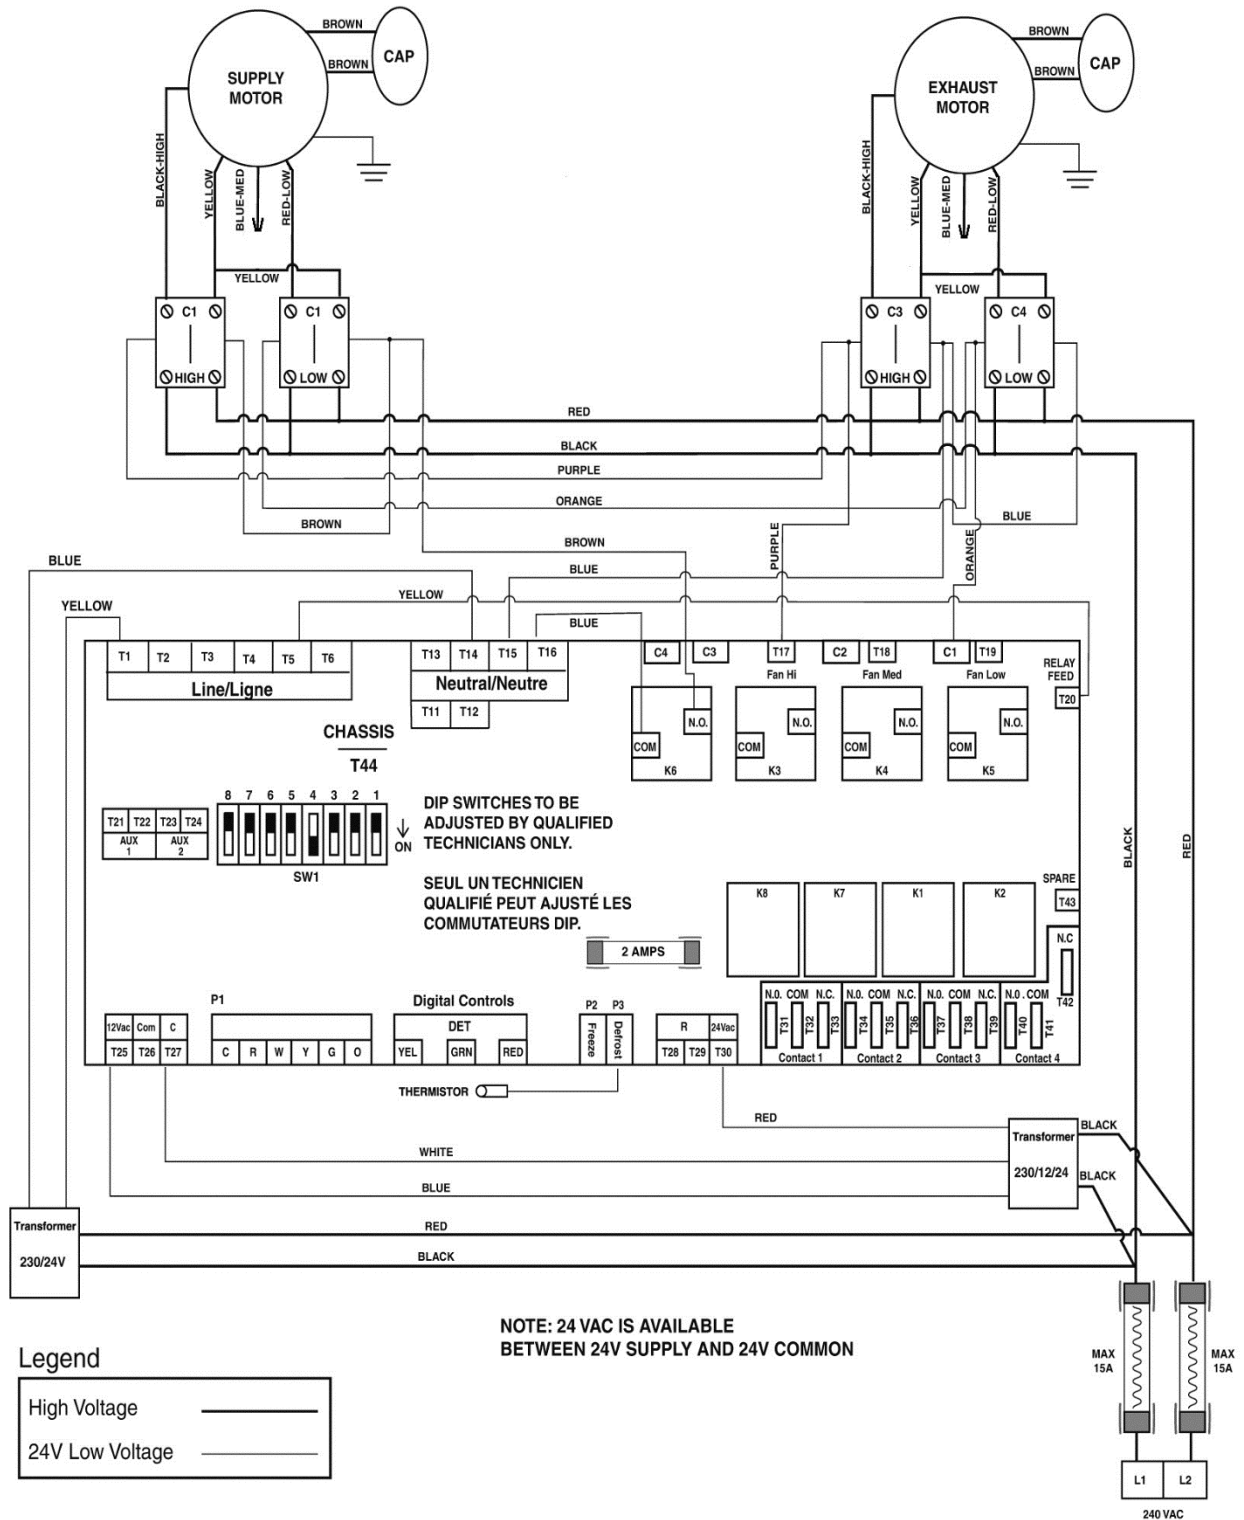 BROWN
BROWN
CAP
SUPPLY
MOTOR
BLACK-HIGH
YELLOW
BLUE-MED
RED-LOW
YELLOW
C1
HIGH
C1
LOW
BROWN
BROWN
CAP
EXHAUST
MOTOR
BLACK-HIGH
YELLOW
BLUE-MED
RED-LOW
YELLOW
C3
HIGH
C4
LOW
RED
BLACK
PURPLE
ORANGE
BROWN
BLUE
BROWN
PURPLE
ORANGE
BLUE
BLUE
YELLOW
YELLOW
BLUE
T1 T2 T3 T4 T5 T6
Line/Ligne
T13 T14 T15 T16
Neutral/Neutre
T11 T12
C4 C3 T17 C2 T18 C1 T19
Fan Hi Fan Med Fan Low
RELAY
FEED
T20
N.O.
COM
K6
N.O.
COM
K3
N.O.
COM
K4
N.O.
COM
K5
CHASSIS
T44
8 7 6 5 4 3 2 1
ON
SW1
T21 T22 T23 T24
AUX
1
AUX
2
DIP SWITCHES TO BE
ADJUSTED BY QUALIFIED
TECHNICIANS ONLY.
SEUL UN TECHNICIEN
QUALIFIÉ PEUT AJUSTÉ LES
COMMUTATEURS DIP.
2 AMPS
BLACK
RED
SPARE
T43
K8 K7 K1 K2
N.C
T42
N.0. COM N.C.
T31 T32 T33
Contact 1
N.0. COM N.C.
T34 T35 T36
Contact 2
N.0. COM N.C.
T37 T38 T39
Contact 3
N.0 . COM
T40 T41
Contact 4
12Vac Com C
T25 T26 T27
P1
C R W Y G O
Digital Controls
DET
YEL GRN RED
P2 P3
Freeze Defrost
R 24Vac
T28 T29 T30
THERMISTOR
RED
WHITE
BLUE
Transformer
230/12/24
BLACK
BLACK
Transformer
230/24V
RED
BLACK
NOTE: 24 VAC IS AVAILABLE
BETWEEN 24V SUPPLY AND 24V COMMON
MAX
15A
MAX
15A
L1 L2
240 VAC
Legend
High Voltage
24V Low Voltage